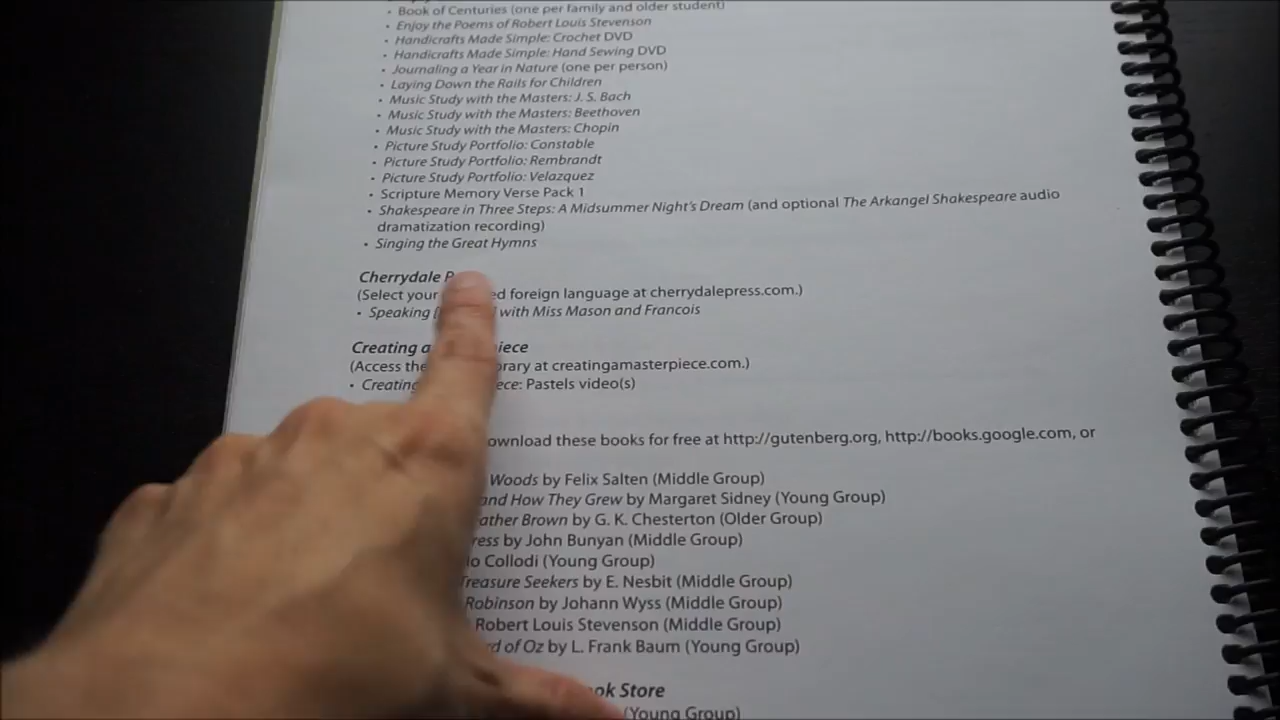 • Book of Centuries (one per family and older student)
• Enjoy the Poems of Robert Louis Stevenson
• Handicrafts Made Simple: Crochet DVD
• Handicrafts Made Simple: Hand Sewing DVD
• Journaling a Year in Nature (one per person)
• Laying Down the Rails for Children
• Music Study with the Masters: J. S. Bach
• Music Study with the Masters: Beethoven
• Music Study with the Masters: Chopin
• Picture Study Portfolio: Constable
• Picture Study Portfolio: Rembrandt
• Picture Study Portfolio: Velazquez
• Scripture Memory Verse Pack 1
• Shakespeare in Three Steps: A Midsummer Night's Dream (and optional The Arkangel Shakespeare audio
dramatization recording)
• Singing the Great Hymns
Cherrydale
(Select your foreign language at cherrydalepress.com.)
• Speaking with Miss Mason and Francois
Creating a
(Access the at creatingamasterpiece.com.)
• Creating : Pastels video(s)
download these books for free at http://gutenberg.org, http://books.google.com, or
Woods by Felix Salten (Middle Group)
and How They Grew by Margaret Sidney (Young Group)
Brown by G. K. Chesterton (Older Group)
by John Bunyan (Middle Group)
Collodi (Young Group)
Treasure Seekers by E. Nesbit (Middle Group)
Robinson by Johann Wyss (Middle Group)
Robert Louis Stevenson (Middle Group)
of Oz by L. Frank Baum (Young Group)
Store
(Young Group)